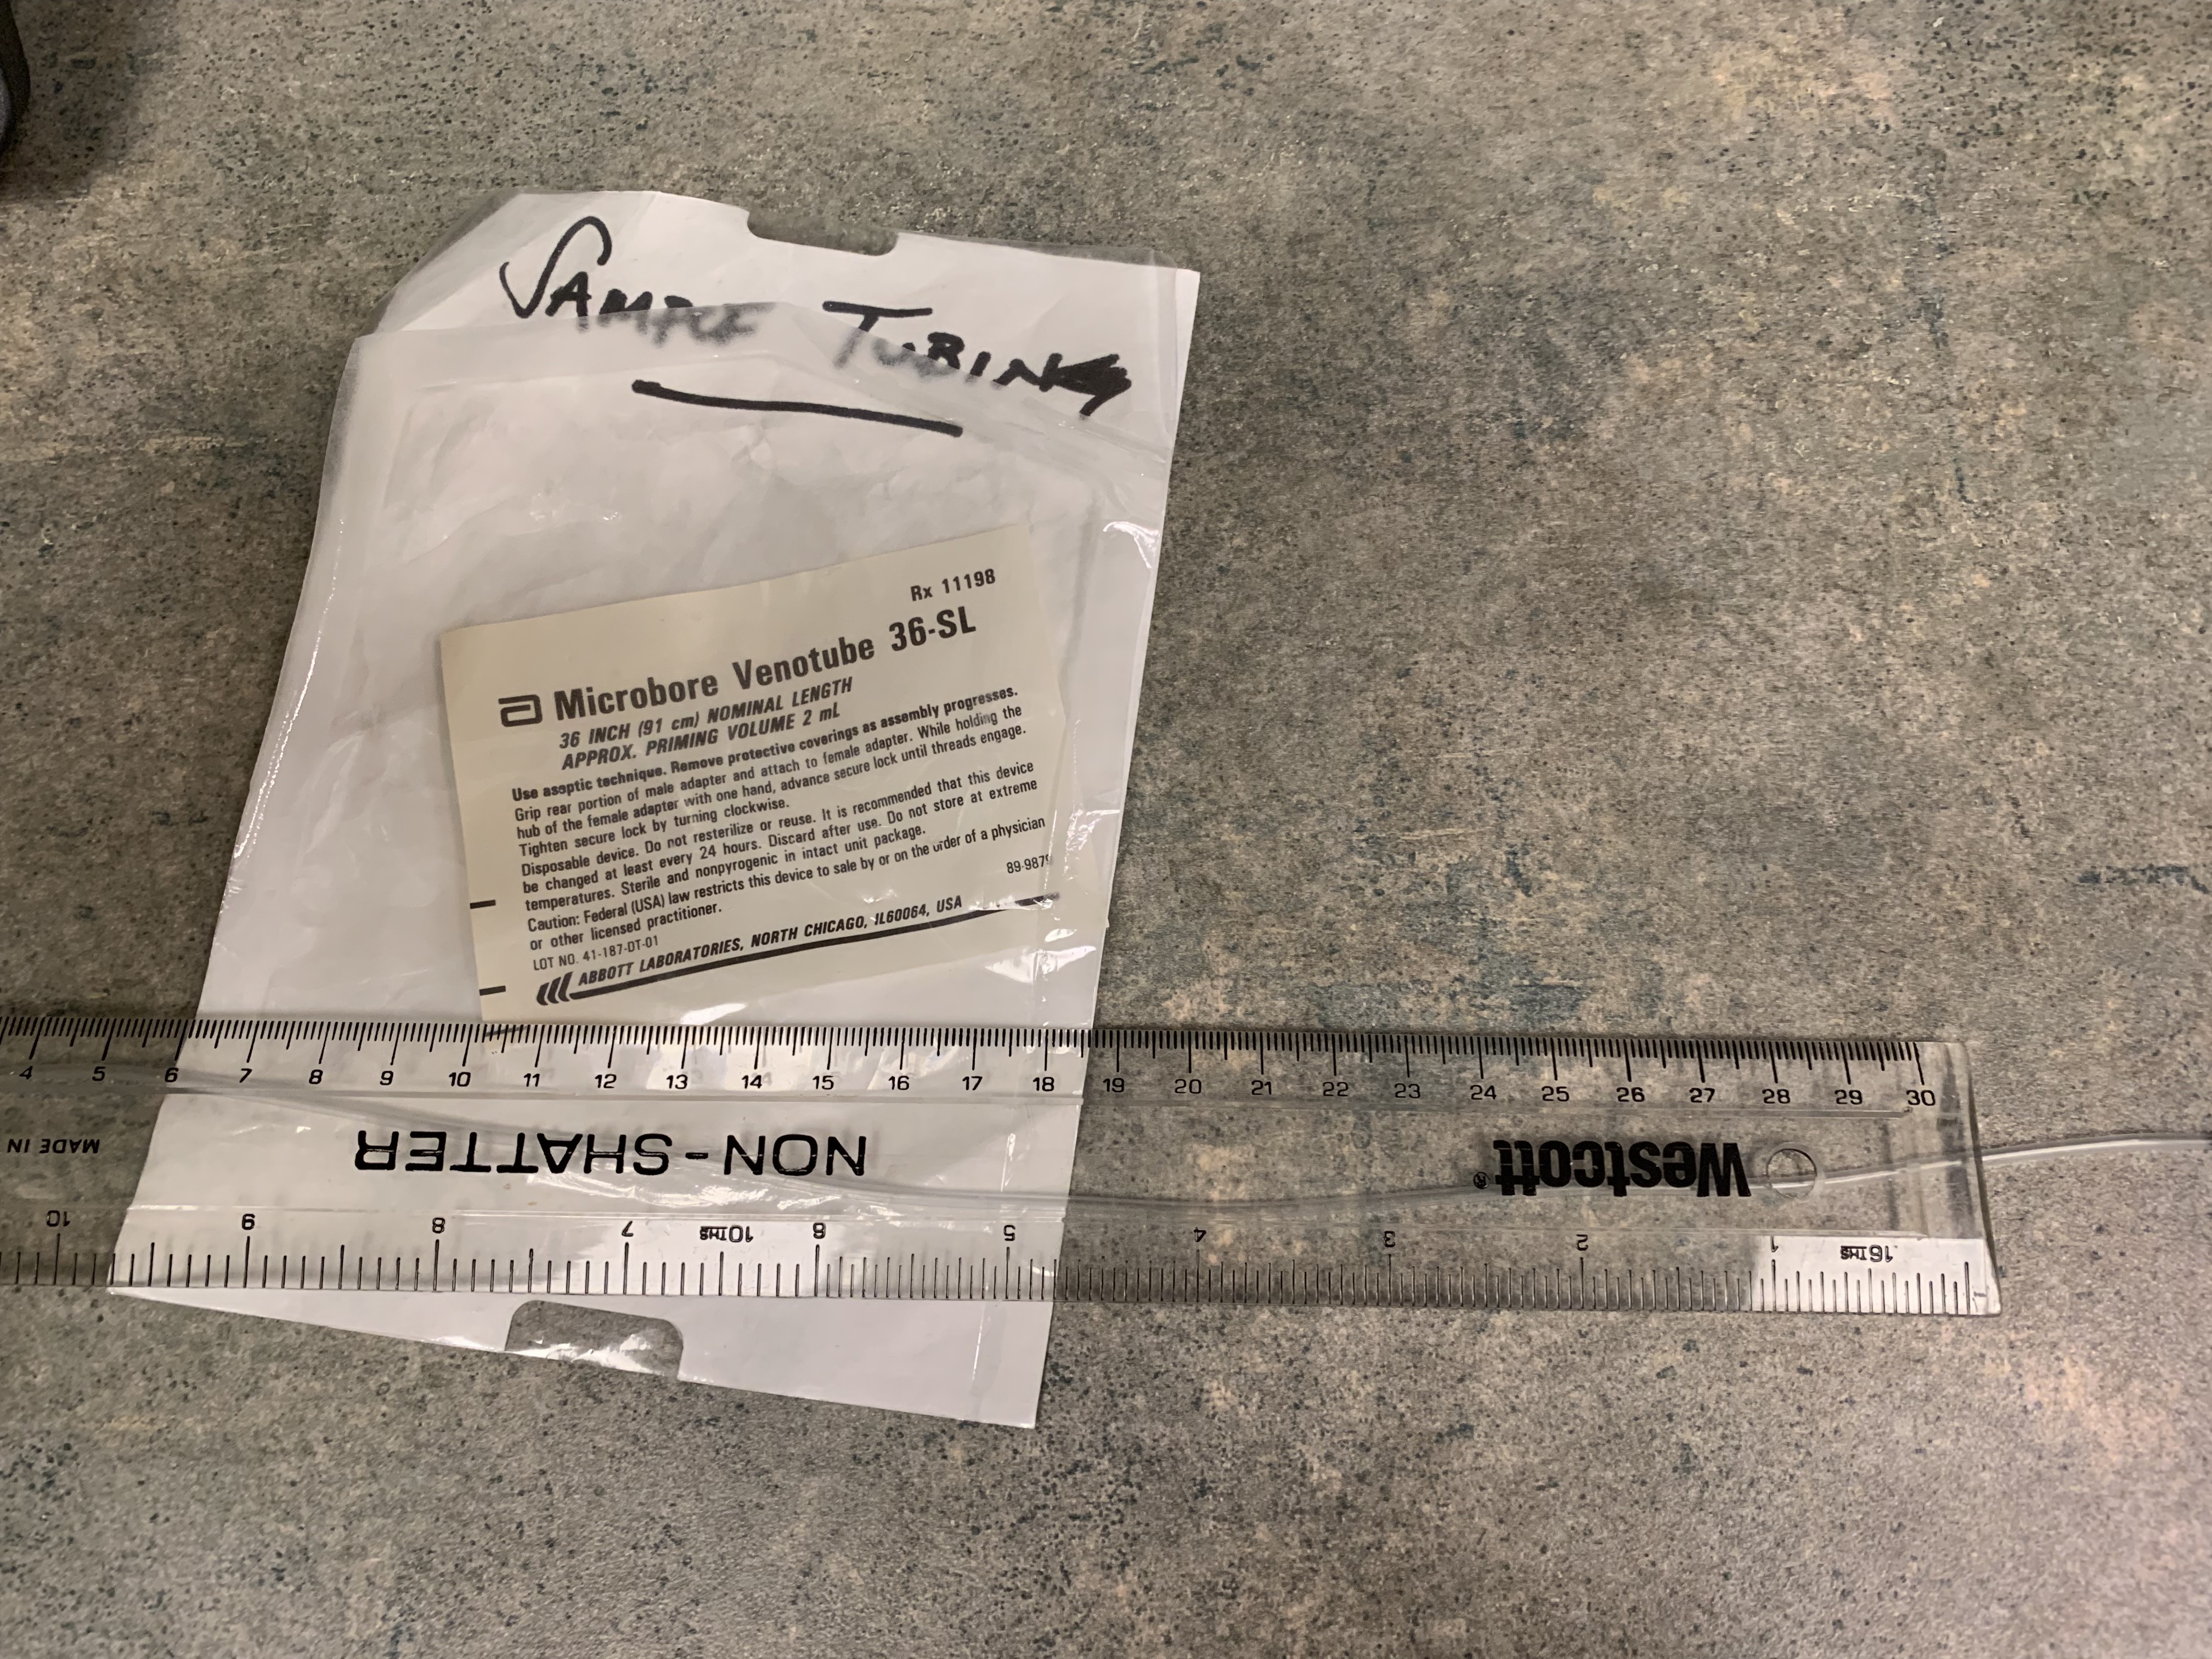 SAMPLE TUBING
Rx 11198
Microbore Venotube 36-SL
36 INCH (91 cm) NOMINAL LENGTH
APPROX. PRIMING VOLUME 2 mL
Use aseptic technique. Remove protective coverings as assembly progresses.
Grip rear portion of male adapter and attach to female adapter. While holding the
hub of the female adapter with one hand, advance secure lock until threads engage.
Tighten secure lock by turning clockwise.
Disposable device. Do not resterilize or reuse. It is recommended that this device
be changed at least every 24 hours. Discard after use. Do not store at extreme
temperatures. Sterile and nonpyrogenic in intact unit package.
Caution: Federal (USA) law restricts this device to sale by or on the order of a physician
or other licensed practitioner.
89-9879
LOT NO. 41-187-DT-01
ABBOTT LABORATORIES, NORTH CHICAGO, IL60064, USA
4 5 6 7 8 9 10 11 12 13 14 15 16 17 18 19 20 21 22 23 24 25 26 27 28 29 30
MADE IN
NON-SHATTER
Westcott®
10 9 8 7 10THS 6 5 4 3 2 1 16THS